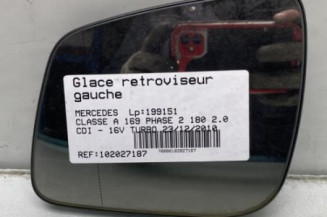 Glace retroviseur
gauche
MERCEDES Lp:199151
CLASSE A 169 PHASE 2 180 2.0
CDI - 16V TURBO 23/12/2010
REF:102027187